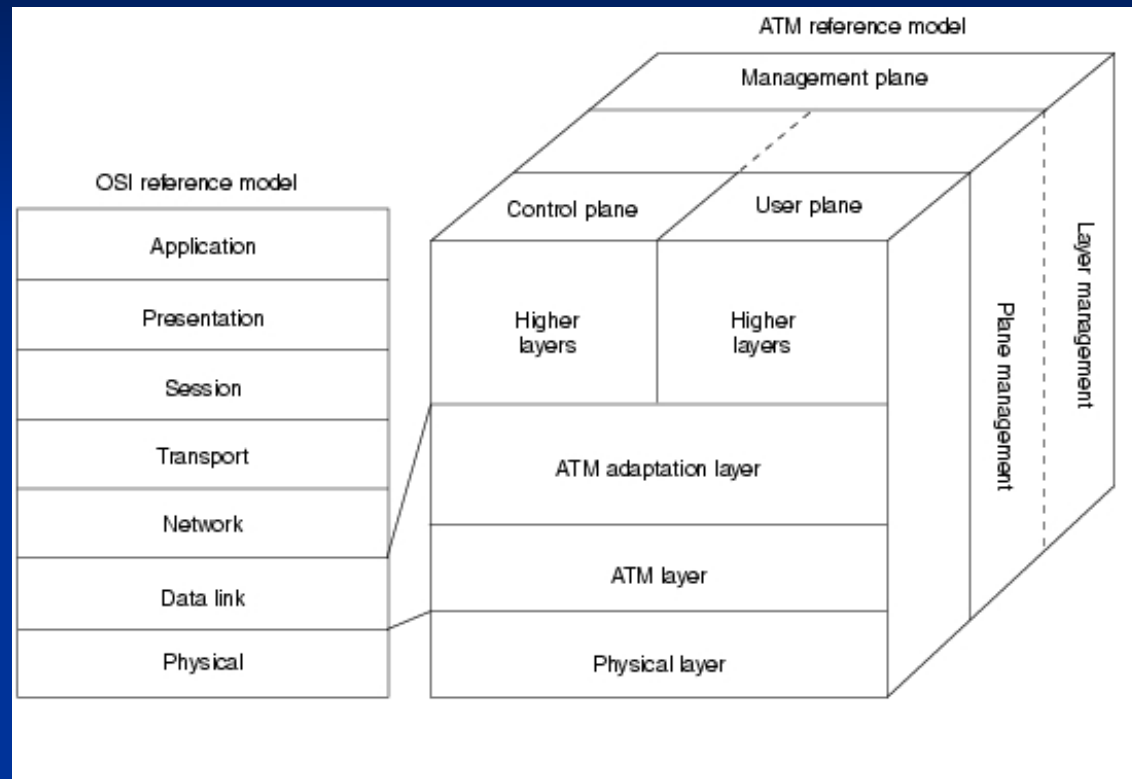 ATM reference model
Management plane
OSI reference model
Control plane
User plane
Application
Presentation
Session
Transport
Network
Data link
Physical
Higher
layers
Higher
layers
ATM adaptation layer
ATM layer
Physical layer
Plane management
Layer management